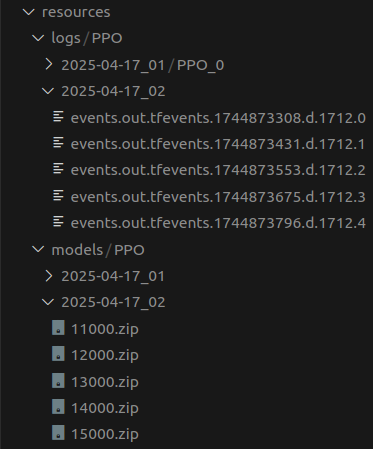 resources
logs / PPO
2025-04-17_01 / PPO_0
2025-04-17_02
events.out.tfevents.1744873308.d.1712.0
events.out.tfevents.1744873431.d.1712.1
events.out.tfevents.1744873553.d.1712.2
events.out.tfevents.1744873675.d.1712.3
events.out.tfevents.1744873796.d.1712.4
models / PPO
2025-04-17_01
2025-04-17_02
11000.zip
12000.zip
13000.zip
14000.zip
15000.zip